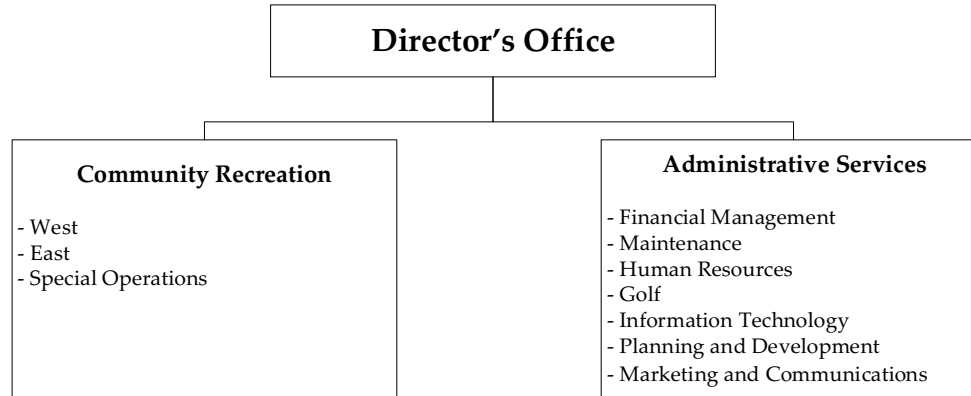 Director’s Office
Community Recreation
- West
- East
- Special Operations
Administrative Services
- Financial Management
- Maintenance
- Human Resources
- Golf
- Information Technology
- Planning and Development
- Marketing and Communications